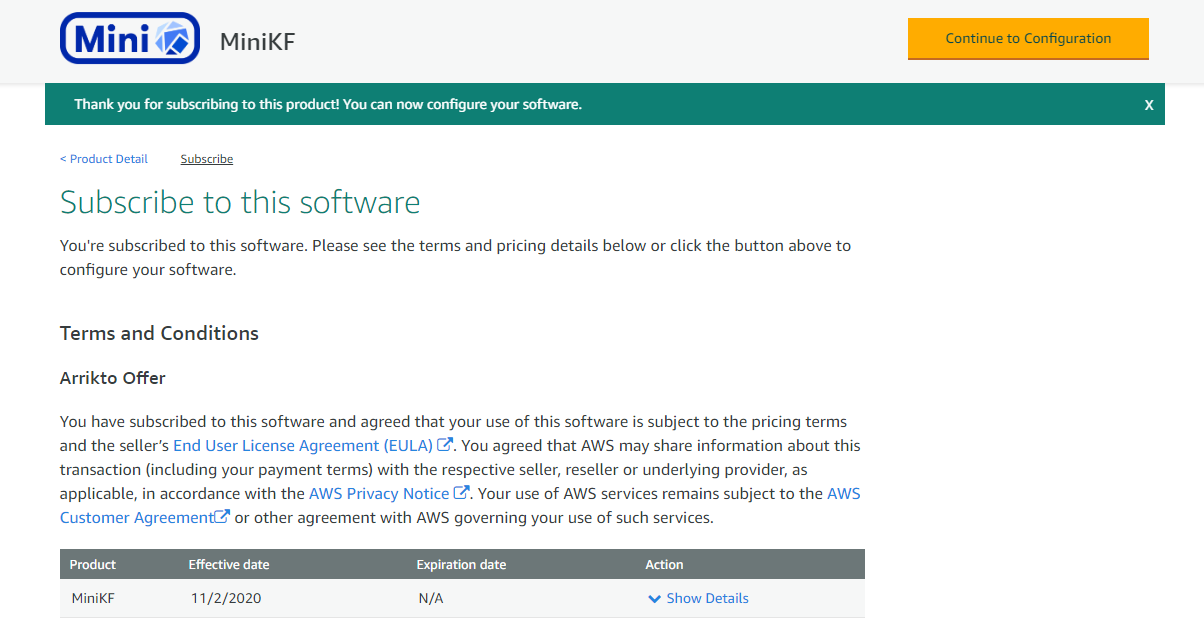 Mini
MiniKF
Continue to Configuration
Thank you for subscribing to this product! You can now configure your software.
X
< Product Detail
Subscribe
Subscribe to this software
You're subscribed to this software. Please see the terms and pricing details below or click the button above to
configure your software.
Terms and Conditions
Arrikto Offer
You have subscribed to this software and agreed that your use of this software is subject to the pricing terms
and the seller’s End User License Agreement (EULA). You agreed that AWS may share information about this
transaction (including your payment terms) with the respective seller, reseller or underlying provider, as
applicable, in accordance with the AWS Privacy Notice. Your use of AWS services remains subject to the AWS
Customer Agreement or other agreement with AWS governing your use of such services.
Product Effective date Expiration date Action
MiniKF 11/2/2020 N/A Show Details